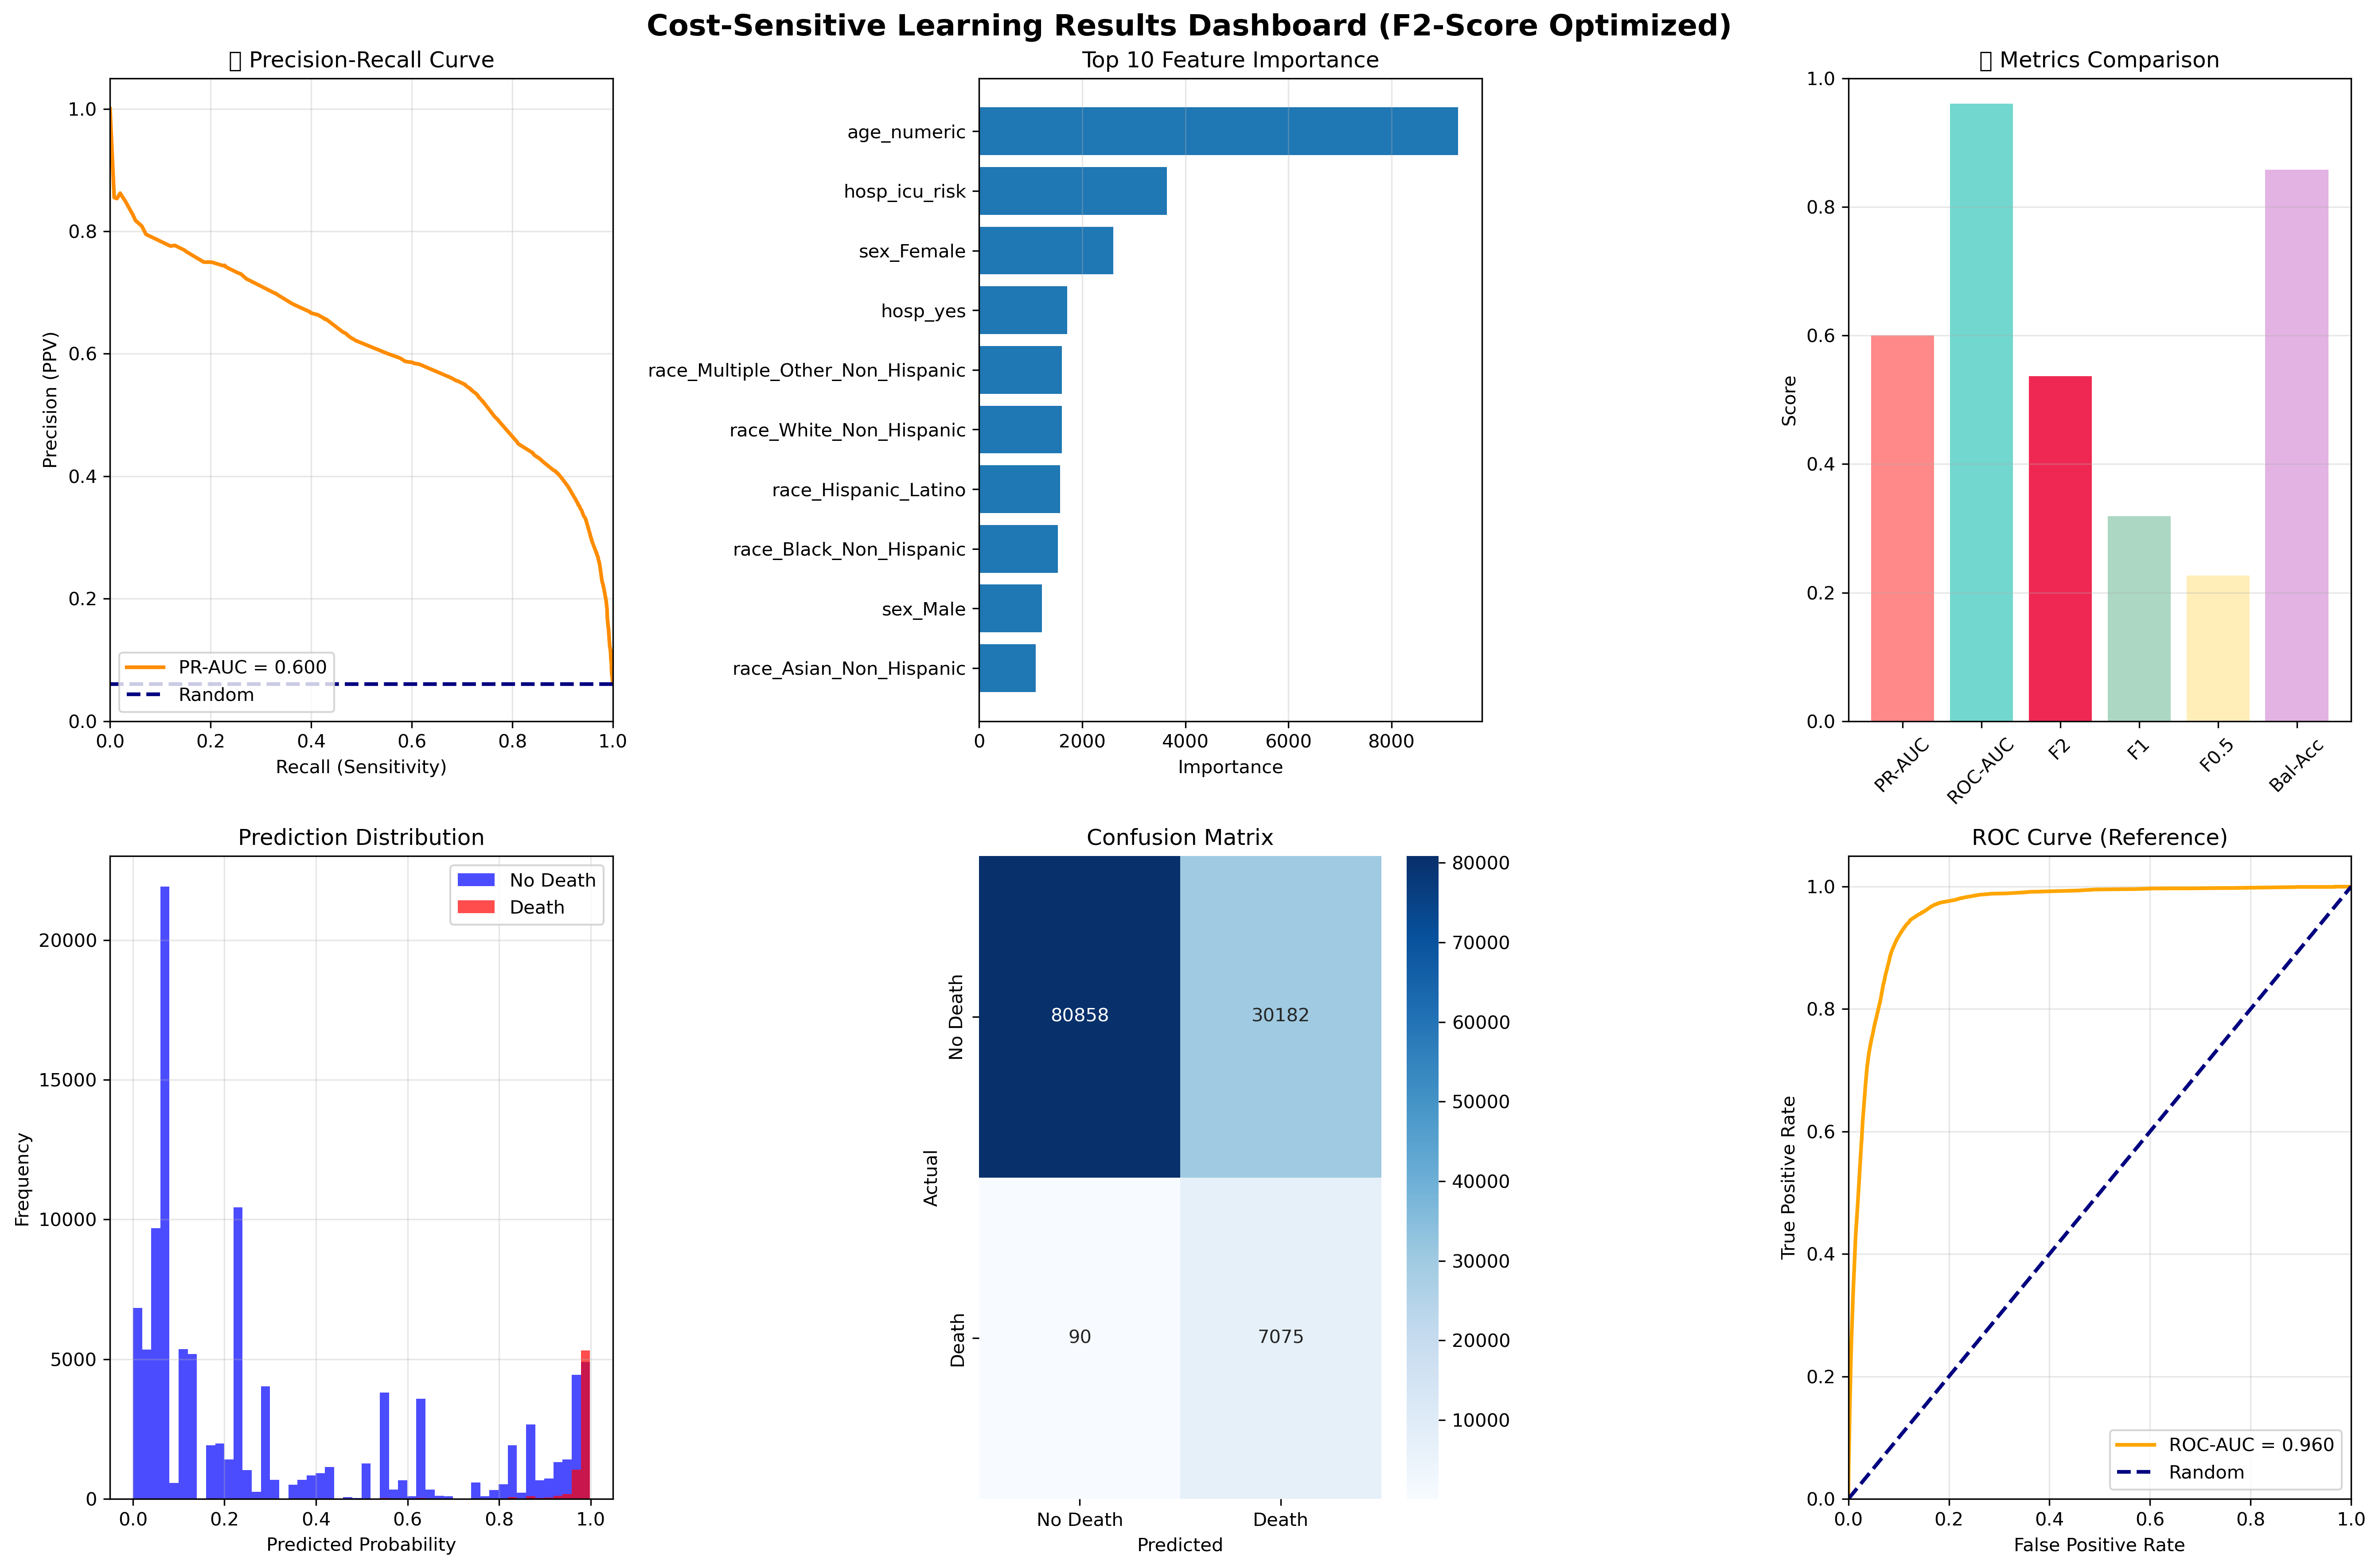 Cost-Sensitive Learning Results Dashboard (F2-Score Optimized)
Precision-Recall Curve
Precision (PPV)
1.0
0.8
0.6
0.4
0.2
0.0
PR-AUC = 0.600
Random
0.0 0.2 0.4 0.6 0.8 1.0
Recall (Sensitivity)
Top 10 Feature Importance
age_numeric
hosp_icu_risk
sex_Female
hosp_yes
race_Multiple_Other_Non_Hispanic
race_White_Non_Hispanic
race_Hispanic_Latino
race_Black_Non_Hispanic
sex_Male
race_Asian_Non_Hispanic
0 2000 4000 6000 8000
Importance
Metrics Comparison
Score
1.0
0.8
0.6
0.4
0.2
0.0
PR-AUC ROC-AUC F2 F1 F0.5 Bal-Acc
Prediction Distribution
Frequency
20000
15000
10000
5000
0
No Death
Death
0.0 0.2 0.4 0.6 0.8 1.0
Predicted Probability
Confusion Matrix
Actual
No Death
80858 30182
Death
90 7075
No Death Death
Predicted
80000
70000
60000
50000
40000
30000
20000
10000
ROC Curve (Reference)
True Positive Rate
1.0
0.8
0.6
0.4
0.2
0.0
ROC-AUC = 0.960
Random
0.0 0.2 0.4 0.6 0.8 1.0
False Positive Rate